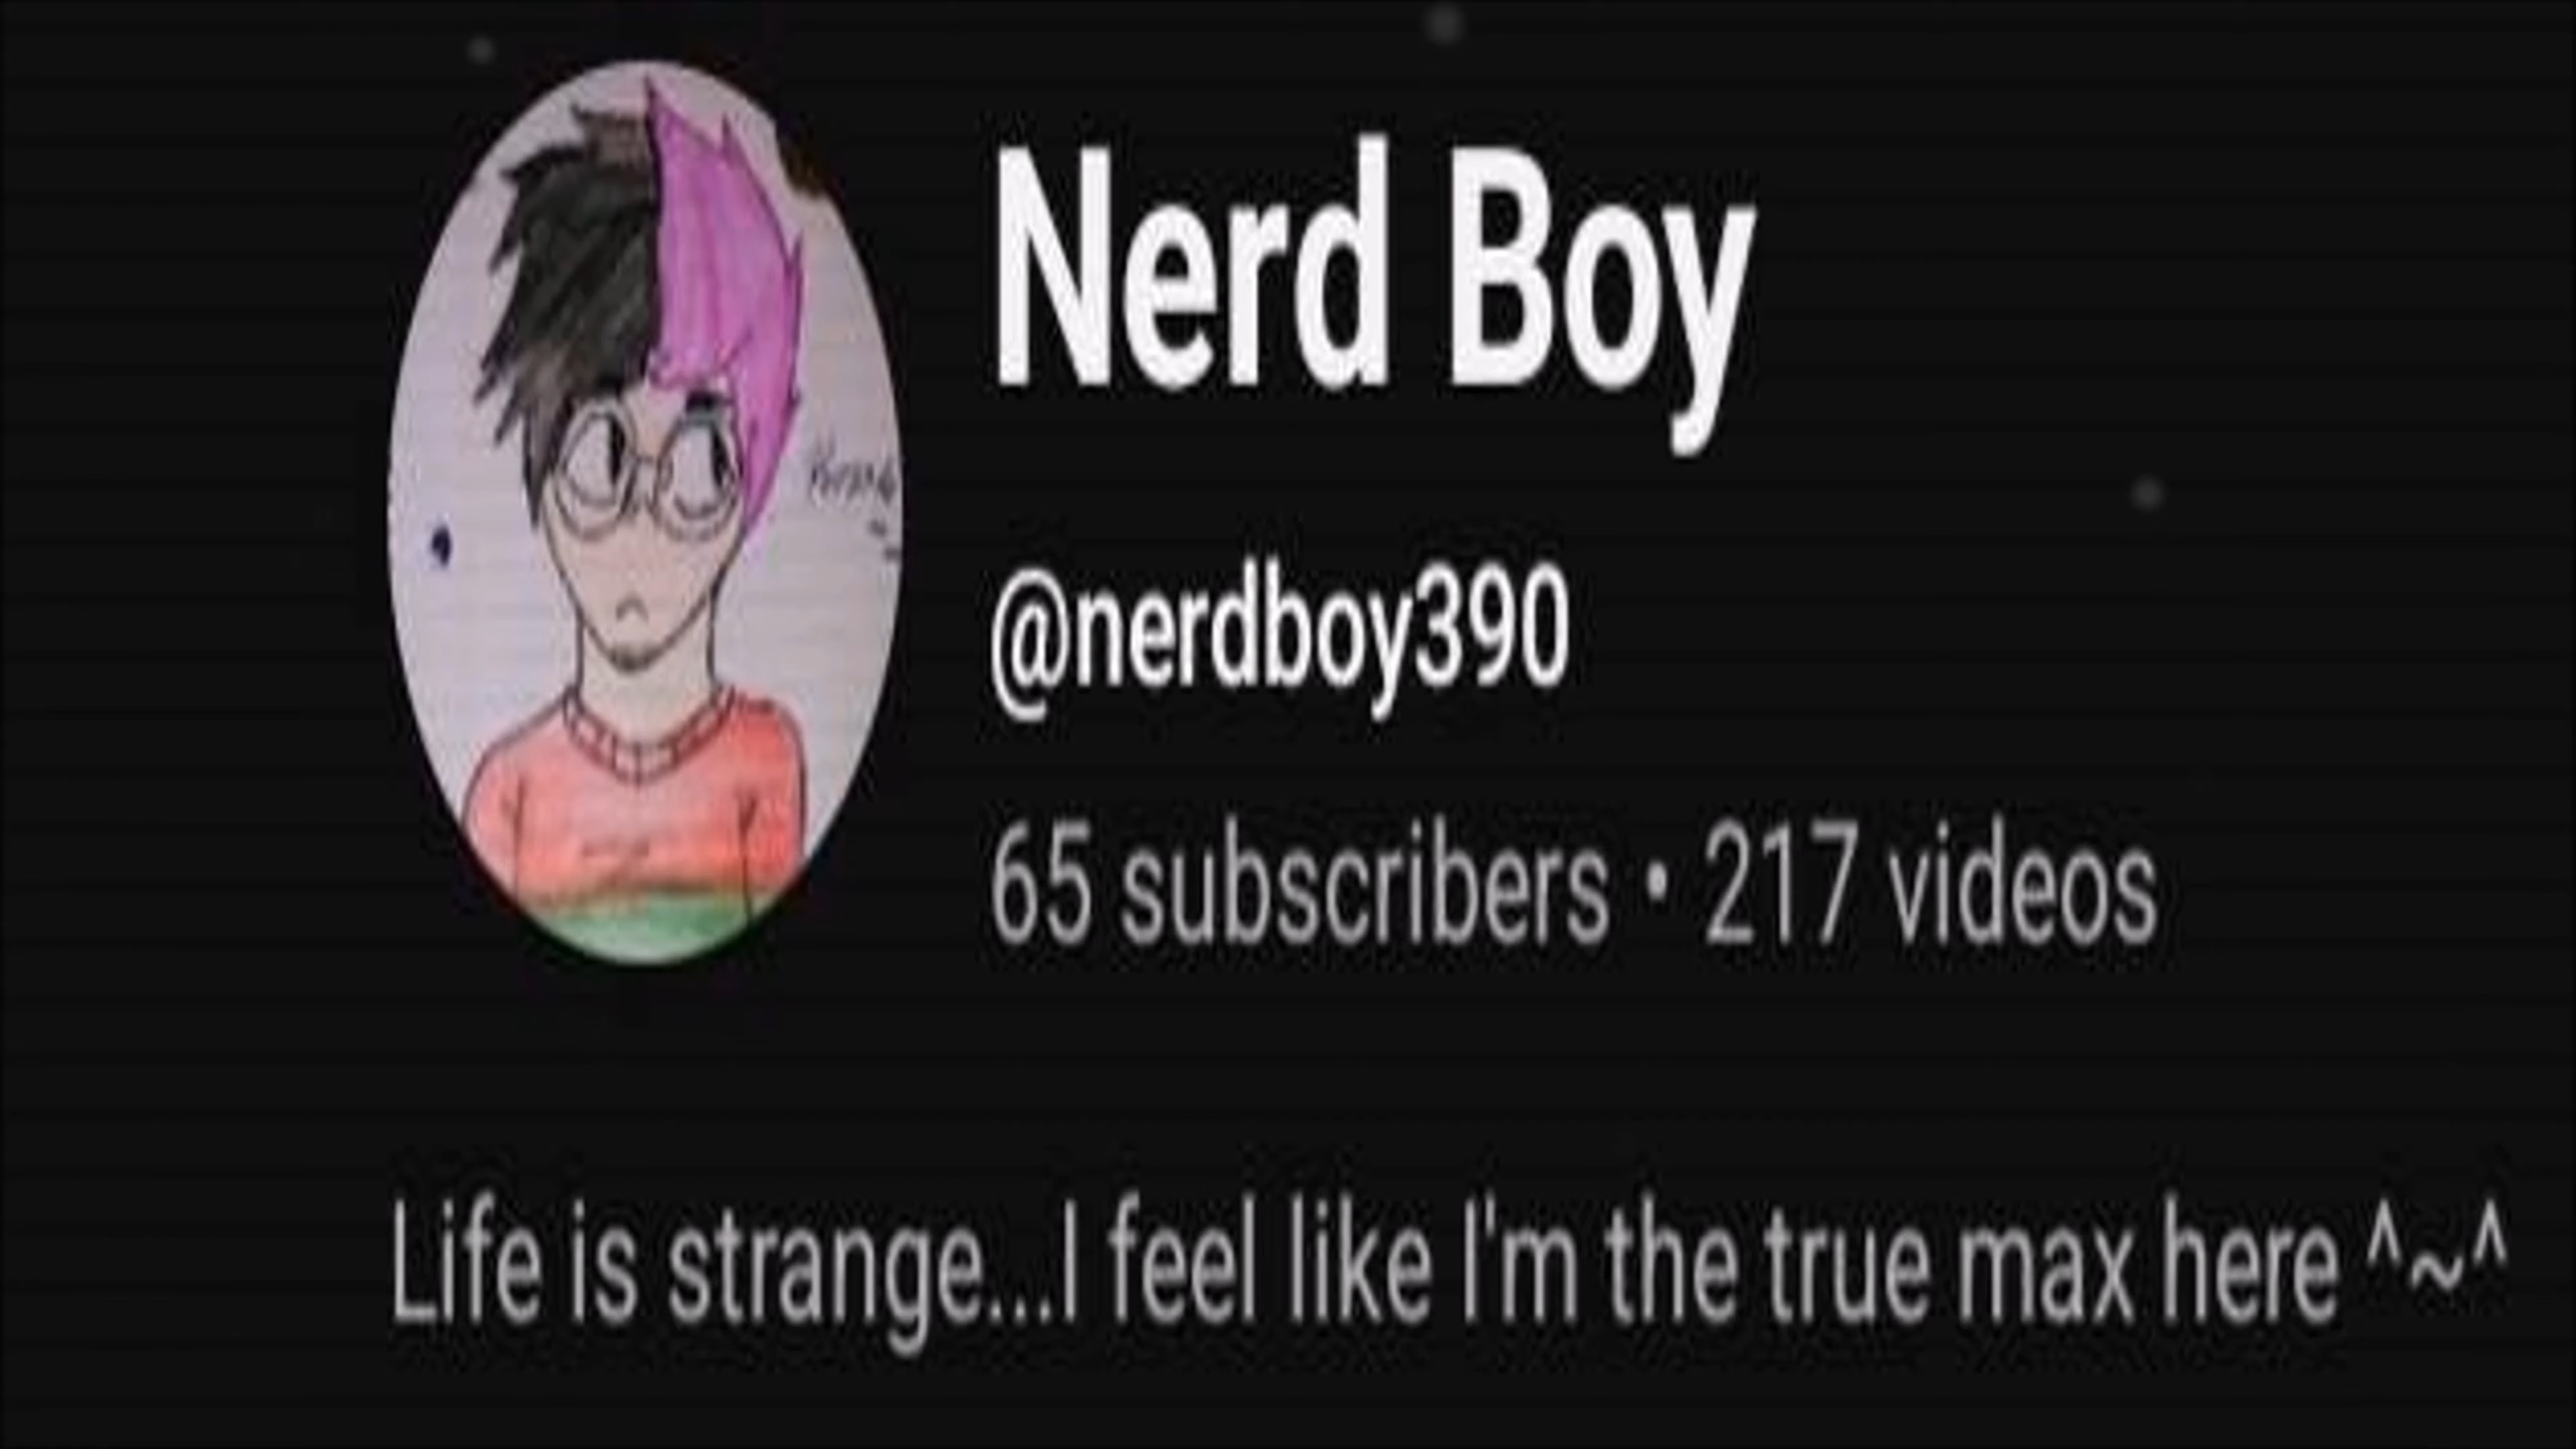 Nerd Boy
@nerdboy390
65 subscribers • 217 videos
Life is strange...I feel like I'm the true max here ^~^